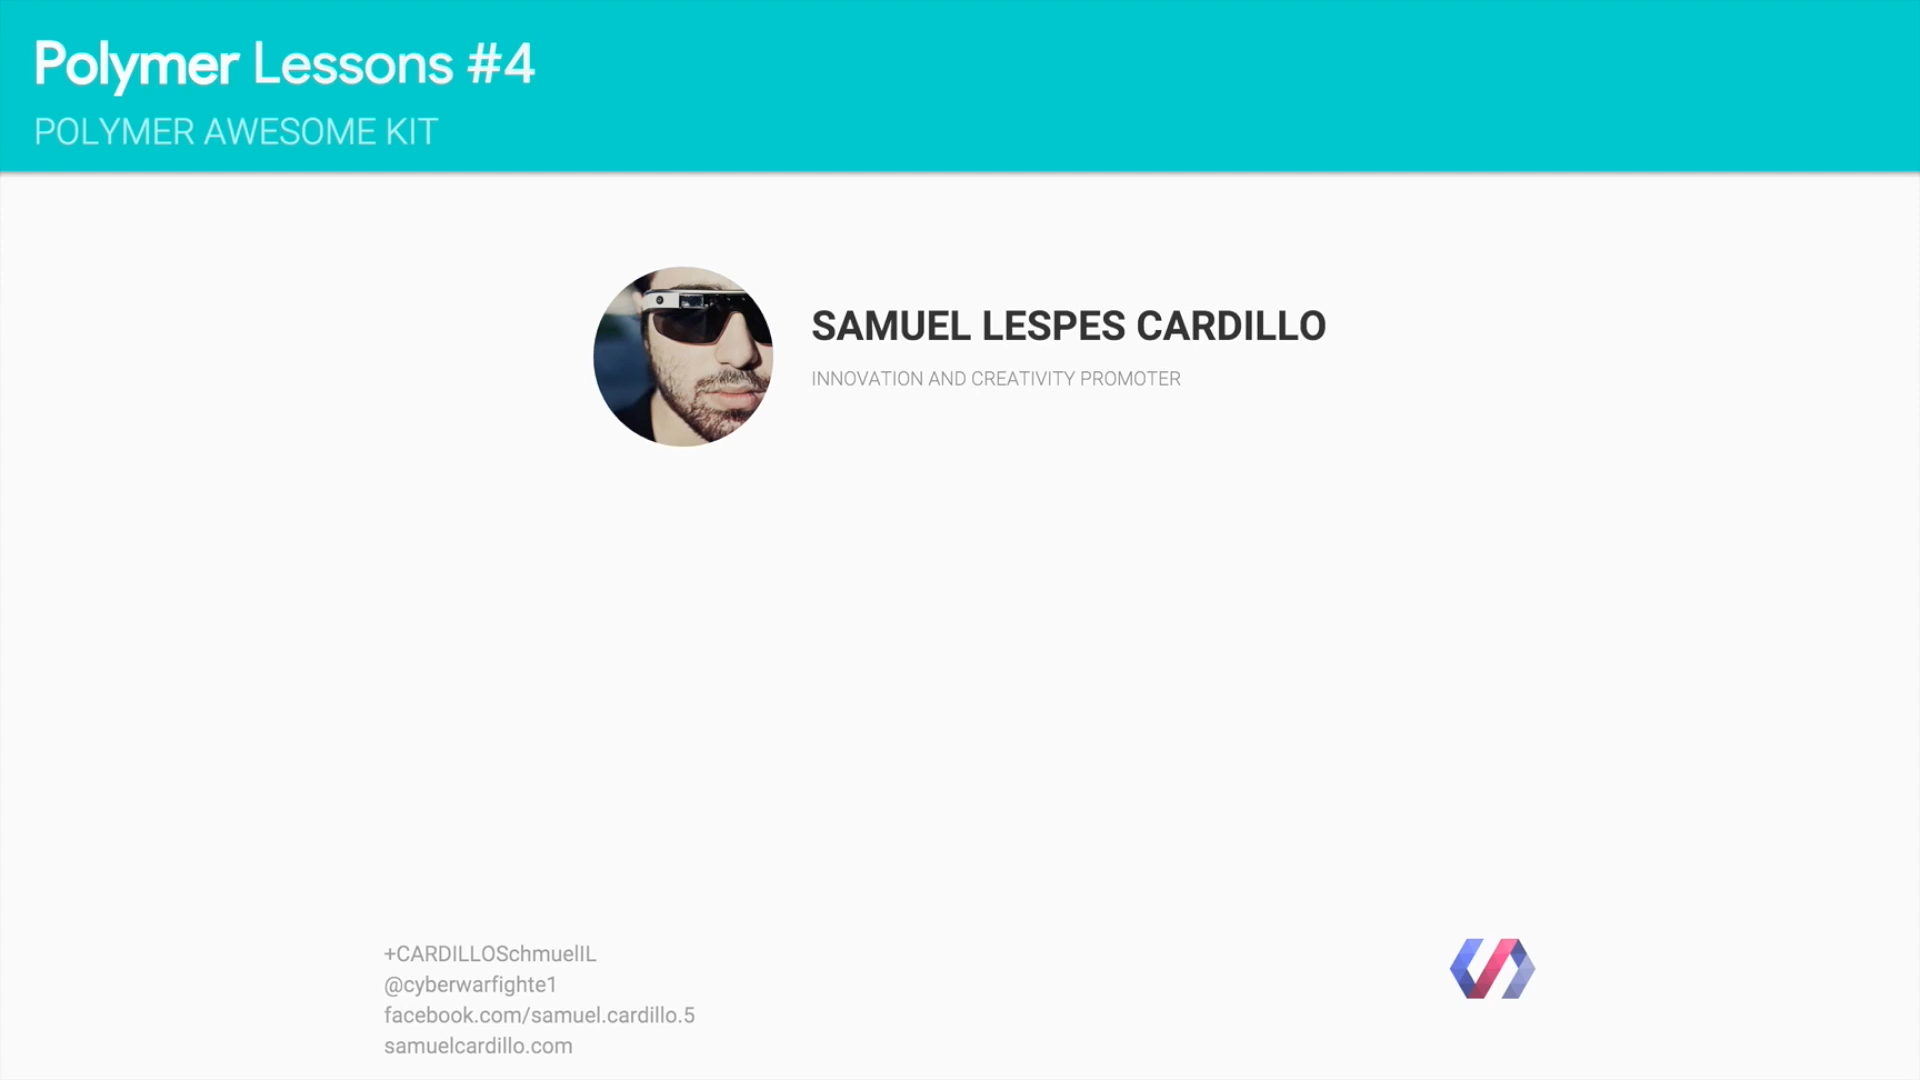 Polymer Lessons #4
POLYMER AWESOME KIT
SAMUEL LESPES CARDILLO
INNOVATION AND CREATIVITY PROMOTER
+CARDILLOSchmuelIL
@cyberwarfighte1
facebook.com/samuel.cardillo.5
samuelcardillo.com